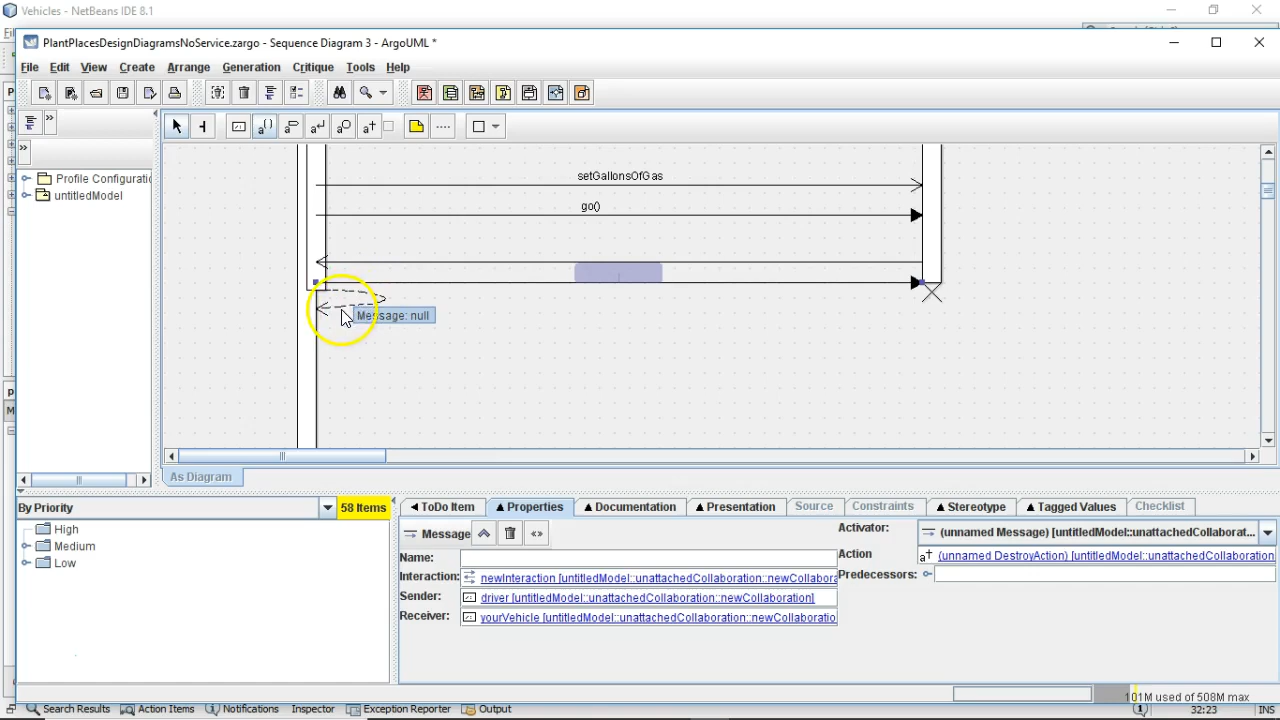 Vehicles - NetBeans IDE 8.1
PlantPlacesDesignDiagramsNoService.zargo - Sequence Diagram 3 - ArgoUML *
File Edit View Create Arrange Generation Critique Tools Help
Profile Configuratic
untitledModel
setGallonsOfGas
go()
Message: null
As Diagram
By Priority
58 Items
High
Medium
Low
ToDo Item Properties Documentation Presentation Source Constraints Stereotype Tagged Values Checklist
Message
Name:
Interaction: newInteraction [untitledModel::unattachedCollaboration::newCollabora
Sender: driver [untitledModel::unattachedCollaboration::newCollaboration]
Receiver: yourVehicle [untitledModel::unattachedCollaboration::newCollaboratio
Activator: (unnamed Message) [untitledModel::unattachedCollaborat...
Action (unnamed DestroyAction) [untitledModel::unattachedCollaboration
Predecessors:
101M used of 508M max
Search Results Action Items Notifications Inspector Exception Reporter Output 32:23 INS